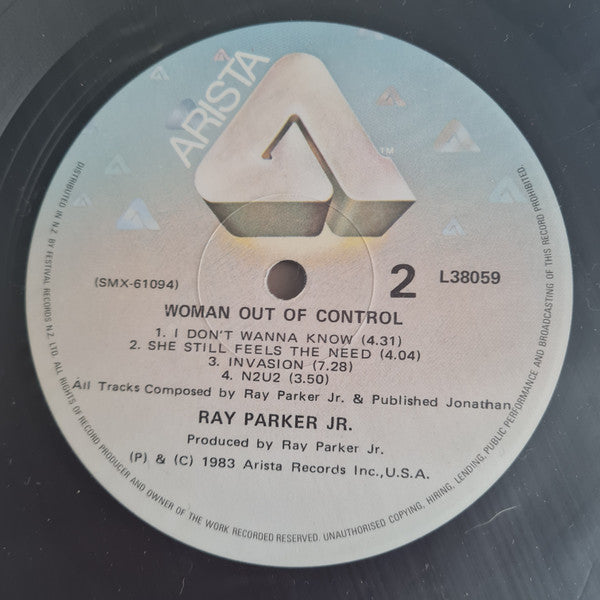 ARISTA
TM
2
L38059
(SMX-61094)
WOMAN OUT OF CONTROL
1. I DON'T WANNA KNOW (4.31)
2. SHE STILL FEELS THE NEED (4.04)
3. INVASION (7.28)
4. N2U2 (3.50)
All Tracks Composed by Ray Parker Jr. & Published Jonathan
RAY PARKER JR.
Produced by Ray Parker Jr.
(P) & (C) 1983 Arista Records Inc., U.S.A.
DISTRIBUTED IN N.Z. BY FESTIVAL RECORDS N.Z. LTD. ALL RIGHTS OF RECORD PRODUCER AND OWNER OF THE WORK RECORDED RESERVED. UNAUTHORISED COPYING, HIRING, LENDING, PUBLIC PERFORMANCE AND BROADCASTING OF THIS RECORD PROHIBITED.